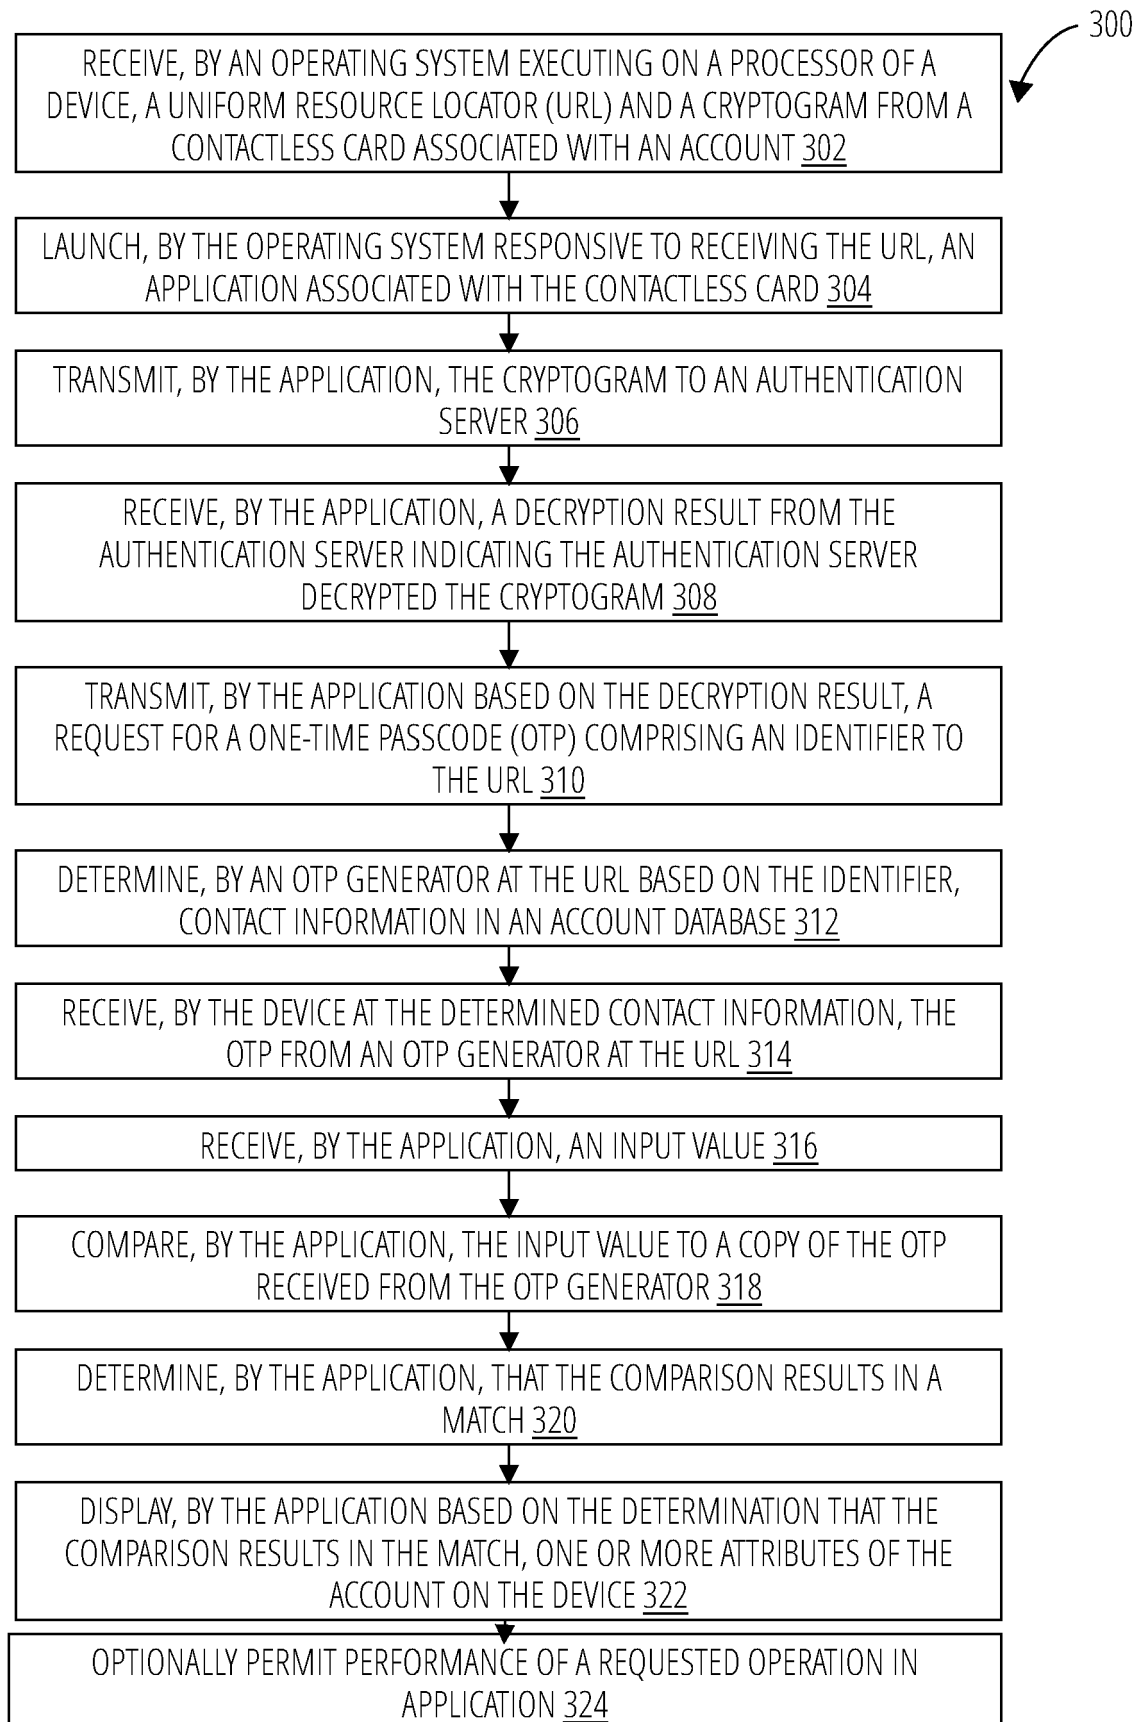 300
RECEIVE, BY AN OPERATING SYSTEM EXECUTING ON A PROCESSOR OF A
DEVICE, A UNIFORM RESOURCE LOCATOR (URL) AND A CRYPTOGRAM FROM A
CONTACTLESS CARD ASSOCIATED WITH AN ACCOUNT 302
LAUNCH, BY THE OPERATING SYSTEM RESPONSIVE TO RECEIVING THE URL, AN
APPLICATION ASSOCIATED WITH THE CONTACTLESS CARD 304
TRANSMIT, BY THE APPLICATION, THE CRYPTOGRAM TO AN AUTHENTICATION
SERVER 306
RECEIVE, BY THE APPLICATION, A DECRYPTION RESULT FROM THE
AUTHENTICATION SERVER INDICATING THE AUTHENTICATION SERVER
DECRYPTED THE CRYPTOGRAM 308
TRANSMIT, BY THE APPLICATION BASED ON THE DECRYPTION RESULT, A
REQUEST FOR A ONE-TIME PASSCODE (OTP) COMPRISING AN IDENTIFIER TO
THE URL 310
DETERMINE, BY AN OTP GENERATOR AT THE URL BASED ON THE IDENTIFIER,
CONTACT INFORMATION IN AN ACCOUNT DATABASE 312
RECEIVE, BY THE DEVICE AT THE DETERMINED CONTACT INFORMATION, THE
OTP FROM AN OTP GENERATOR AT THE URL 314
RECEIVE, BY THE APPLICATION, AN INPUT VALUE 316
COMPARE, BY THE APPLICATION, THE INPUT VALUE TO A COPY OF THE OTP
RECEIVED FROM THE OTP GENERATOR 318
DETERMINE, BY THE APPLICATION, THAT THE COMPARISON RESULTS IN A
MATCH 320
DISPLAY, BY THE APPLICATION BASED ON THE DETERMINATION THAT THE
COMPARISON RESULTS IN THE MATCH, ONE OR MORE ATTRIBUTES OF THE
ACCOUNT ON THE DEVICE 322
OPTIONALLY PERMIT PERFORMANCE OF A REQUESTED OPERATION IN
APPLICATION 324